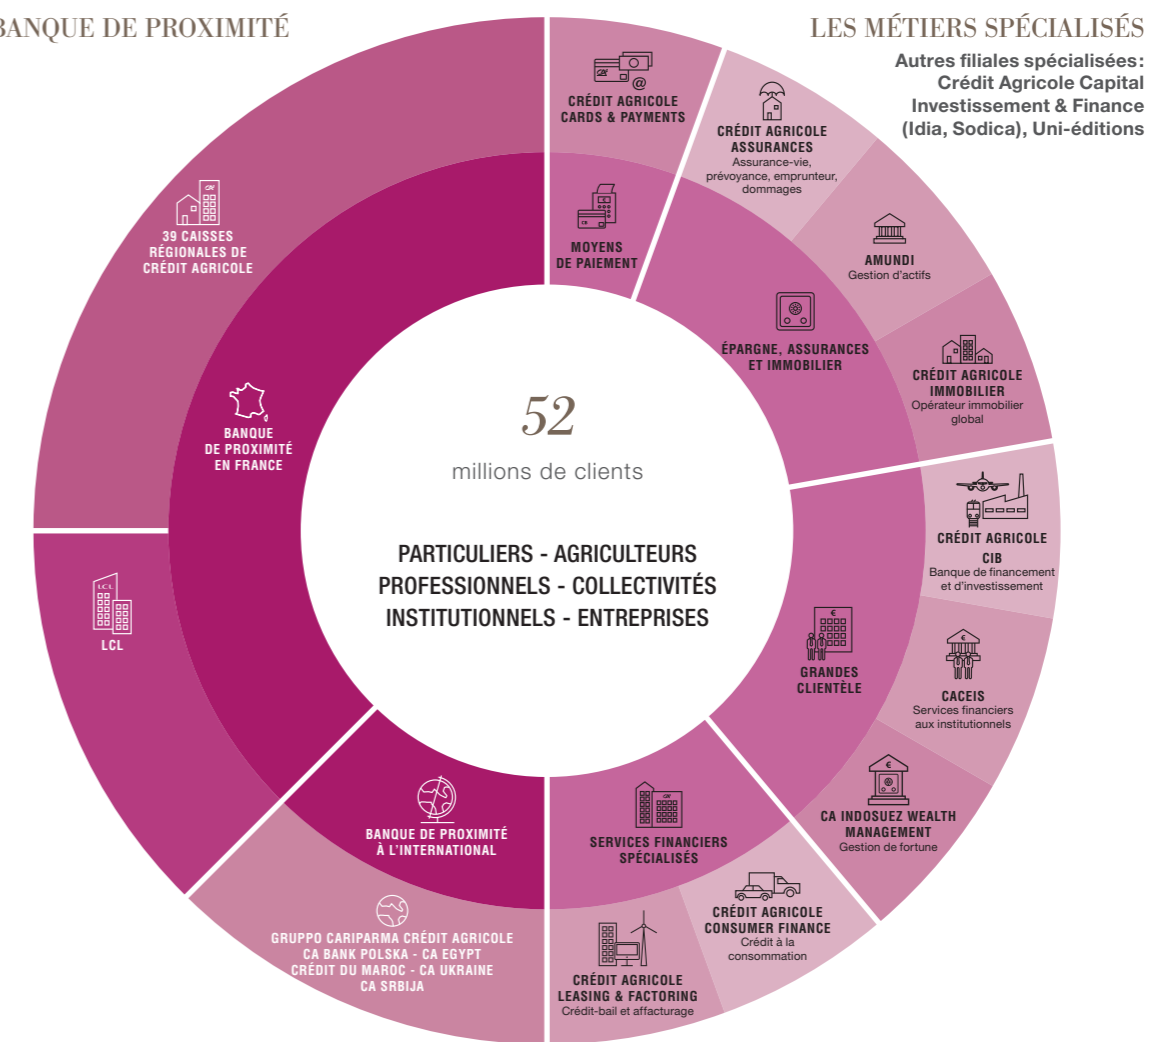 BANQUE DE PROXIMITÉ
LES MÉTIERS SPÉCIALISÉS
Autres filiales spécialisées:
Crédit Agricole Capital
Investissement & Finance
(Idia, Sodica), Uni-éditions
CRÉDIT AGRICOLE
CARDS & PAYMENTS
MOYENS
DE PAIEMENT
CRÉDIT AGRICOLE
ASSURANCES
Assurance-vie,
prévoyance, emprunteur,
dommages
AMUNDI
Gestion d'actifs
CRÉDIT AGRICOLE
IMMOBILIER
Opérateur immobilier
global
ÉPARGNE, ASSURANCES
ET IMMOBILIER
39 CAISSES
RÉGIONALES DE
CRÉDIT AGRICOLE
BANQUE
DE PROXIMITÉ
EN FRANCE
LCL
LCL
52
millions de clients
PARTICULIERS - AGRICULTEURS
PROFESSIONNELS - COLLECTIVITÉS
INSTITUTIONNELS - ENTREPRISES
GRANDES
CLIENTÈLE
CRÉDIT AGRICOLE
CIB
Banque de financement
et d'investissement
CACEIS
Services financiers
aux institutionnels
CA INDOSUEZ WEALTH
MANAGEMENT
Gestion de fortune
SERVICES FINANCIERS
SPÉCIALISÉS
CRÉDIT AGRICOLE
CONSUMER FINANCE
Crédit à la
consommation
CRÉDIT AGRICOLE
LEASING & FACTORING
Crédit-bail et affacturage
BANQUE DE PROXIMITÉ
À L'INTERNATIONAL
GRUPPO CARIPARMA CRÉDIT AGRICOLE
CA BANK POLSKA - CA EGYPT
CRÉDIT DU MAROC - CA UKRAINE
CA SRBIJA